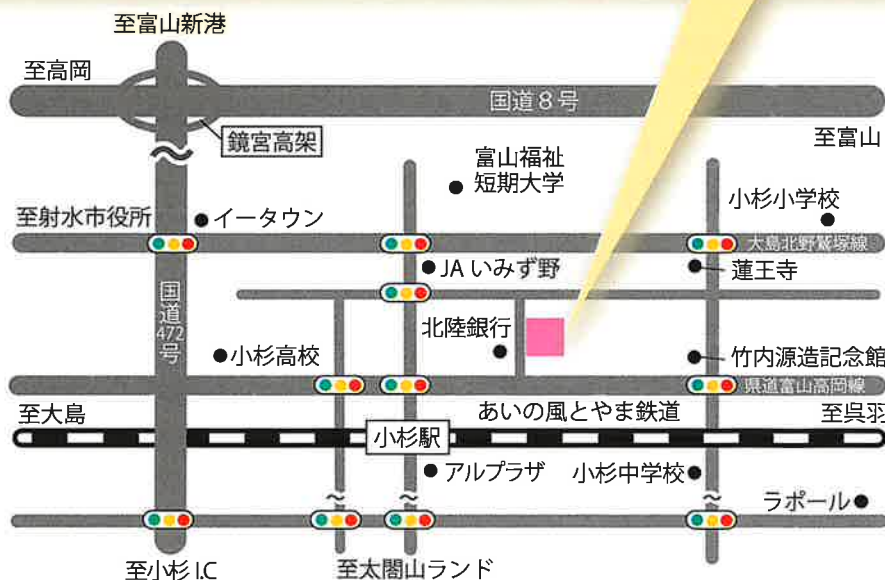 至富山新港
至高岡
国道8号
鏡宮高架
至富山
富山福祉
短期大学
小杉小学校
至射水市役所
イータウン
大島北野鷲塚線
JAいみず野
蓮王寺
国道472号
北陸銀行
小杉高校
竹内源造記念館
県道富山高岡線
至大島
あいの風とやま鉄道
至呉羽
小杉駅
アルプラザ
小杉中学校
ラポール
至小杉I.C
至太閤山ランド